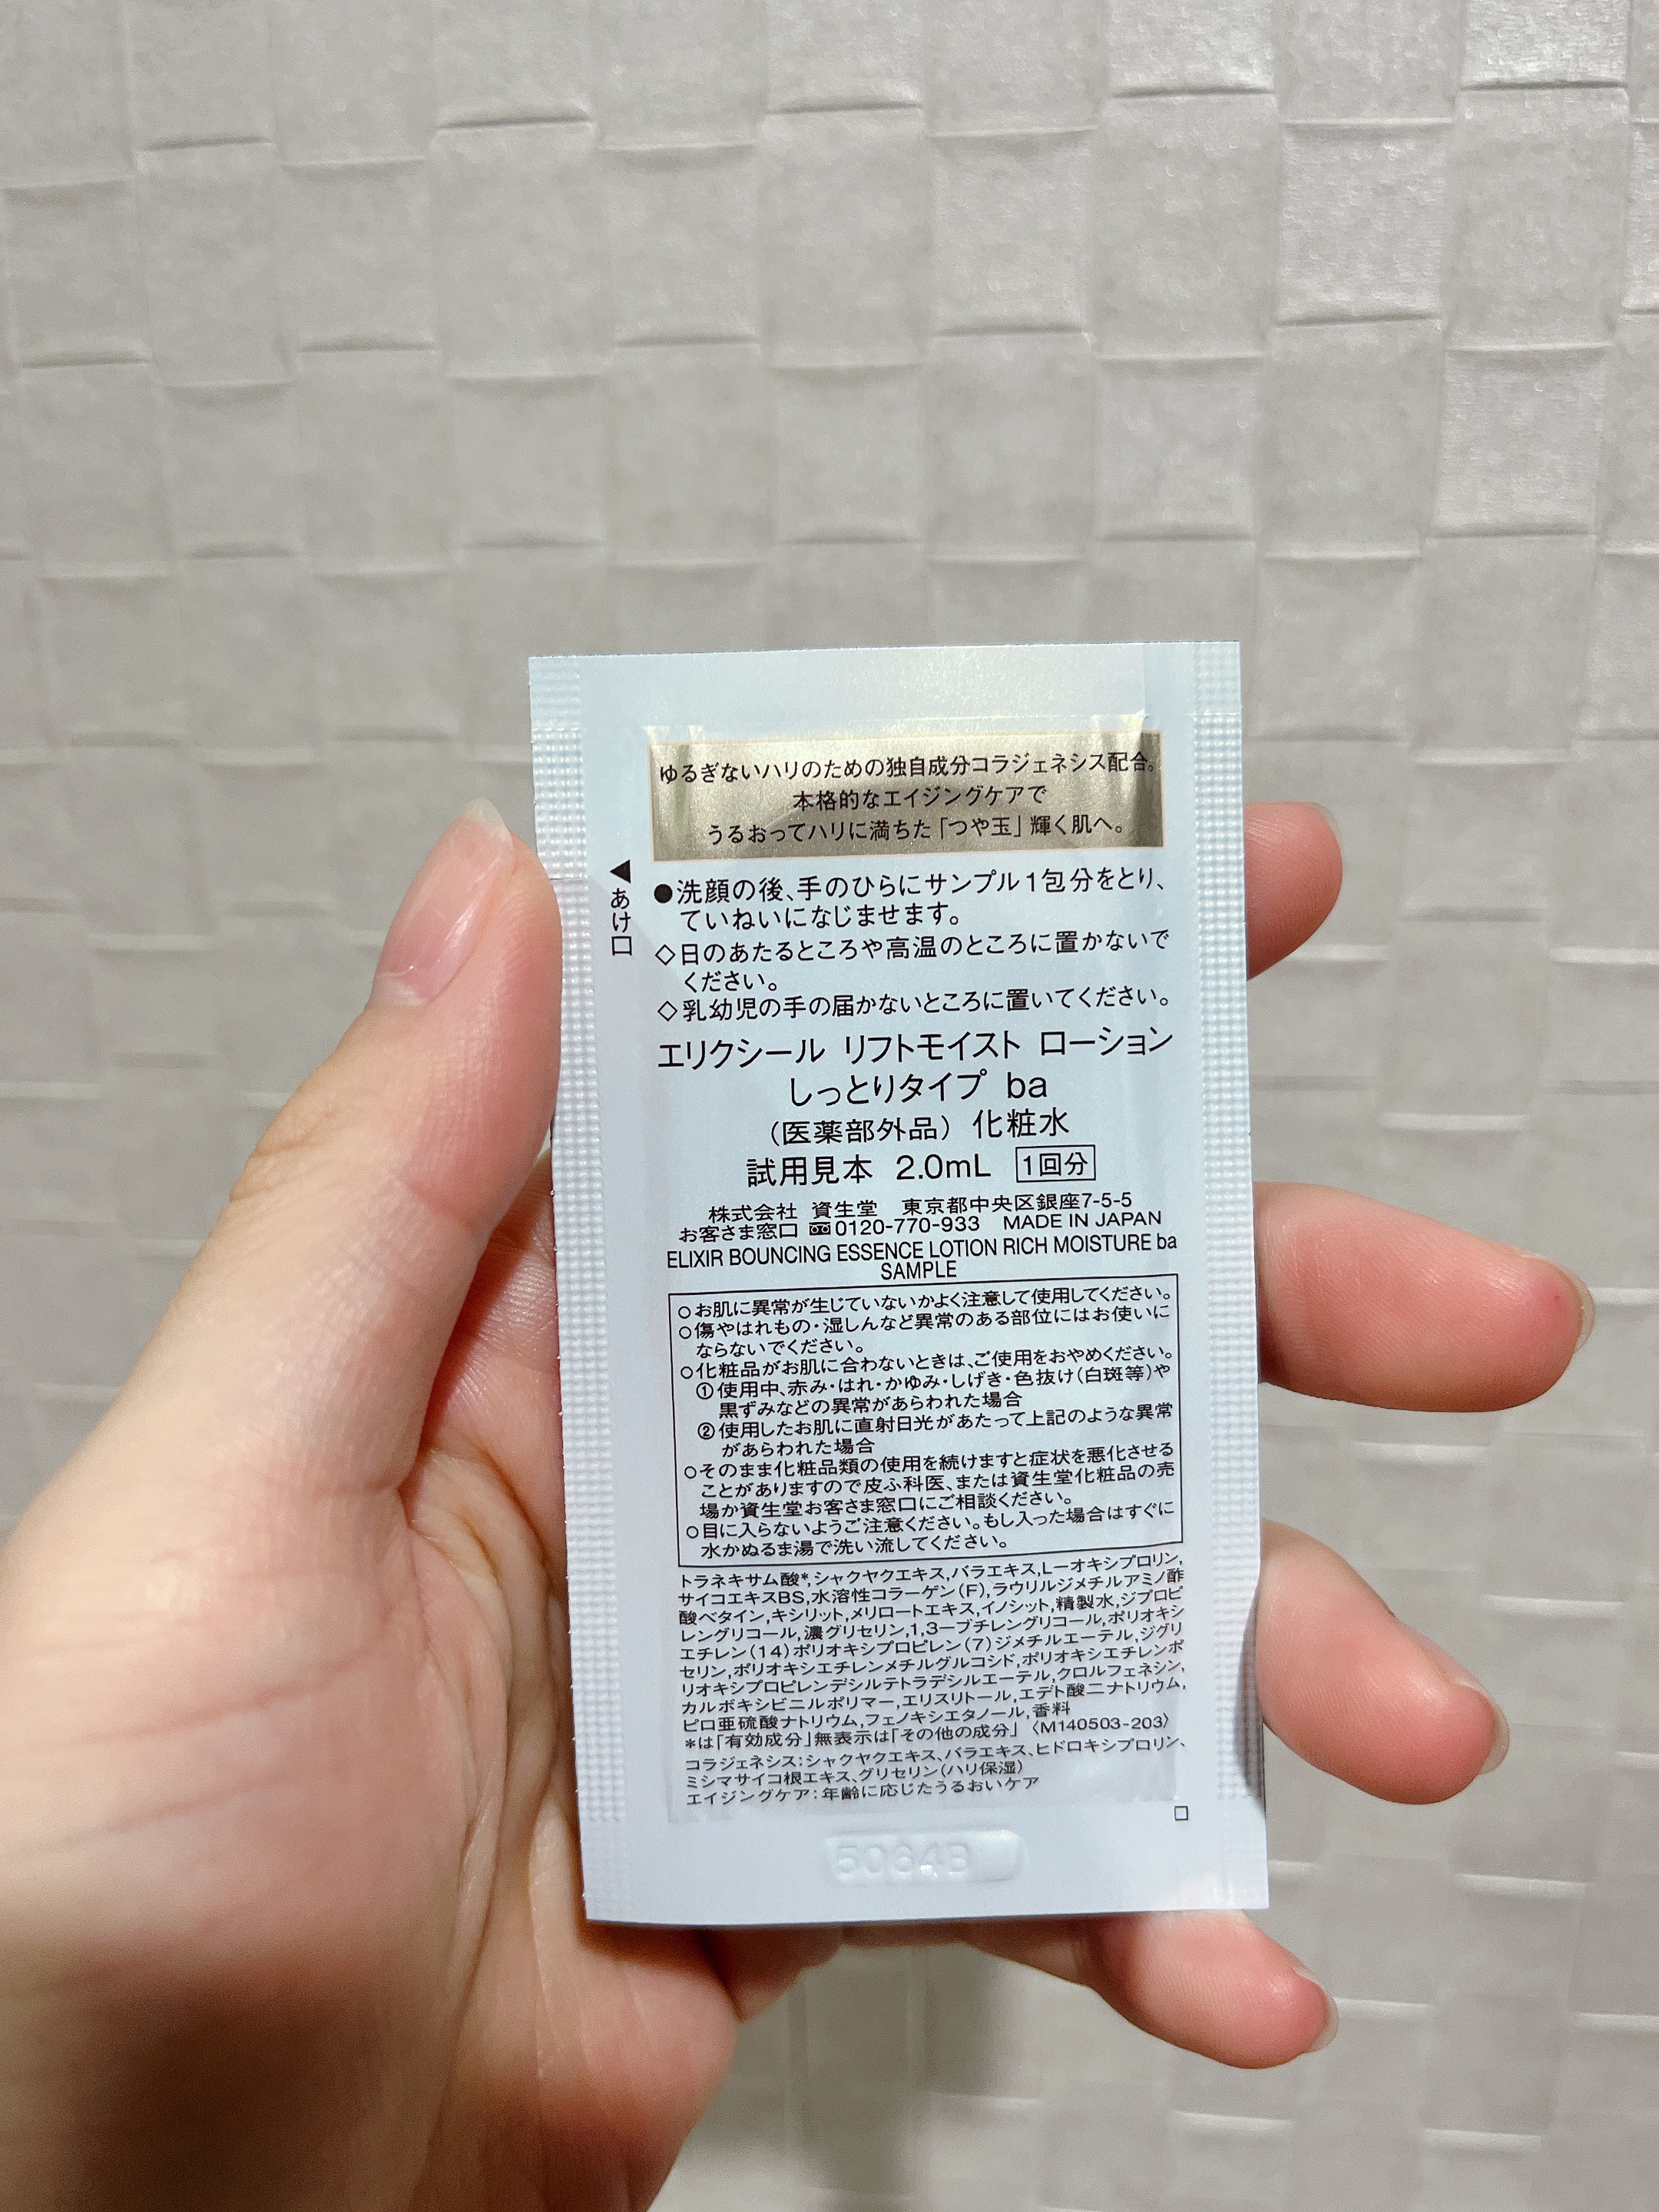 ゆるぎないハリのための独自成分コラジェネシス配合。
本格的なエイジングケアで
うるおってハリに満ちた「つや玉」輝く肌へ。
◀あけ口
●洗顔の後、手のひらにサンプル1包分をとり、
ていねいになじませます。
◇日のあたるところや高温のところに置かないで
ください。
◇乳幼児の手の届かないところに置いてください。
エリクシール リフトモイスト ローション
しっとりタイプ ba
(医薬部外品) 化粧水
試用見本 2.0mL 1回分
株式会社 資生堂 東京都中央区銀座7-5-5
お客さま窓口 0120-770-933 MADE IN JAPAN
ELIXIR BOUNCING ESSENCE LOTION RICH MOISTURE ba
SAMPLE
○お肌に異常が生じていないかよく注意して使用してください。
○傷やはれもの・湿しんなど異常のある部位にはお使いに
ならないでください。
○化粧品がお肌に合わないときは、ご使用をおやめください。
①使用中、赤み・はれ・かゆみ・しげき・色抜け(白斑等)や
黒ずみなどの異常があらわれた場合
②使用したお肌に直射日光があたって上記のような異常
があらわれた場合
○そのまま化粧品類の使用を続けますと症状を悪化させる
ことがありますので皮ふ科医、または資生堂化粧品の売
場か資生堂お客さま窓口にご相談ください。
○目に入らないようご注意ください。もし入った場合はすぐに
水かぬるま湯で洗い流してください。
トラネキサム酸*,シャクヤクエキス,バラエキス,L-オキシプロリン,
サイコエキスBS,水溶性コラーゲン(F),ラウリルジメチルアミノ酢
酸ベタイン,キシリット,メリロートエキス,イノシット,精製水,ジプロピ
レングリコール,濃グリセリン,1,3-ブチレングリコール,ポリオキシ
エチレン(14)ポリオキシプロピレン(7)ジメチルエーテル,ジグリ
セリン,ポリオキシエチレンメチルグルコシド,ポリオキシエチレンポ
リオキシプロピレンデシルテトラデシルエーテル,クロルフェネシン,
カルボキシビニルポリマー,エリスリトール,エデト酸二ナトリウム,
ピロ亜硫酸ナトリウム,フェノキシエタノール,香料
*は「有効成分」無表示は「その他の成分」〈M140503-203〉
コラジェネシス:シャクヤクエキス、バラエキス、ヒドロキシプロリン、
ミシマサイコ根エキス、グリセリン(ハリ保湿)
エイジングケア:年齢に応じたうるおいケア